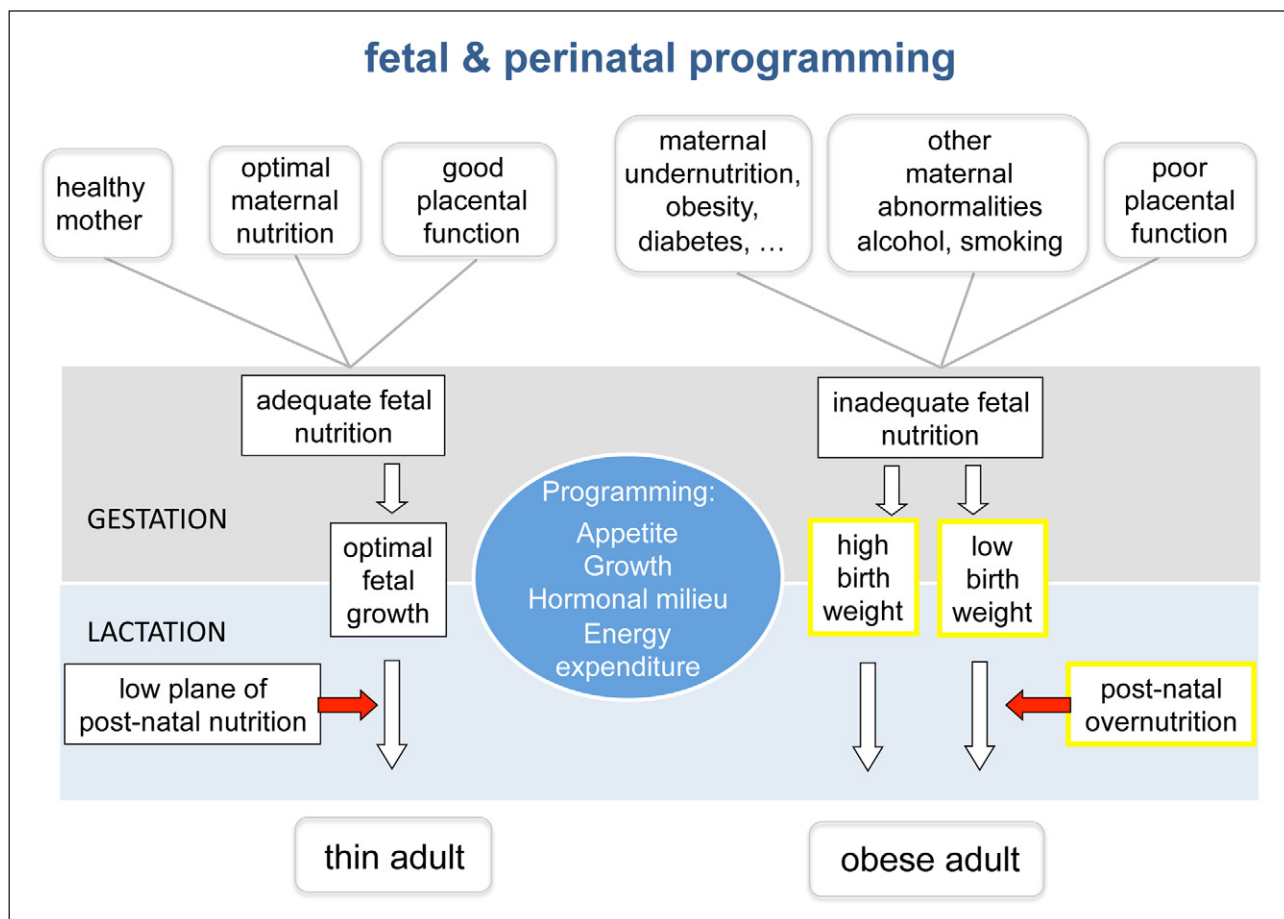 fetal & perinatal programming
healthy
mother
optimal
maternal
nutrition
good
placental
function
maternal
undernutrition,
obesity,
diabetes, …
other
maternal
abnormalities
alcohol, smoking
poor
placental
function
adequate fetal
nutrition
inadequate fetal
nutrition
GESTATION
Programming:
Appetite
Growth
Hormonal milieu
Energy
expenditure
optimal
fetal
growth
high
birth
weight
low
birth
weight
LACTATION
low plane of
post-natal nutrition
post-natal
overnutrition
thin adult
obese adult